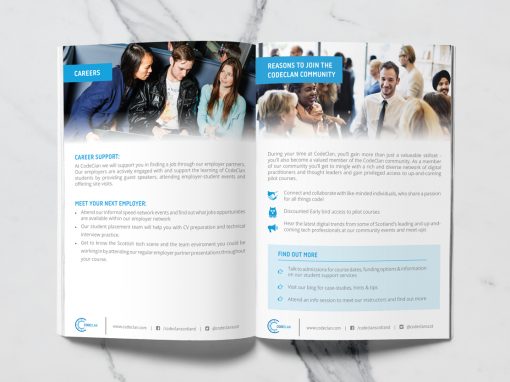 CAREERS
CAREER SUPPORT:
At CodeClan we will support you in finding a job through our employer partners.
Our employers are actively engaged with and support the learning of CodeClan
students by providing guest speakers, attending employer-student events and
offering site visits.
MEET YOUR NEXT EMPLOYER:
• Attend our informal speed network events and find out what job opportunities
are available within our employer network
• Our student placement team will help you with CV preparation and technical
interview practice.
• Get to know the Scottish tech scene and the team environment you could be
working in by attending our regular employer partner presentations throughout
your course.
CODECLAN
www.codeclan.com | /codeclanscotland | @codeclanscot
REASONS TO JOIN THE
CODECLAN COMMUNITY
During your time at CodeClan, you'll gain more than just a valuable skillset -
you'll also become a valued member of the CodeClan community. As a member
of our community you'll get to mingle with a rich and diverse network of digital
practitioners and thought leaders and gain privileged access to up-and-coming
pilot courses.
Connect and collaborate with like-minded individuals, who share a passion
for all things code!
Discounted Early bird access to pilot courses
Hear the latest digital trends from some of Scotland's leading and up-and-
coming tech professionals at our community events and meet ups!
FIND OUT MORE
Talk to admissions for course dates, funding options & information
on our student support services
Visit our blog for case-studies, hints & tips
Attend an info session to meet our instructors and find out more
CODECLAN
www.codeclan.com | /codeclanscotland | @codeclanscot